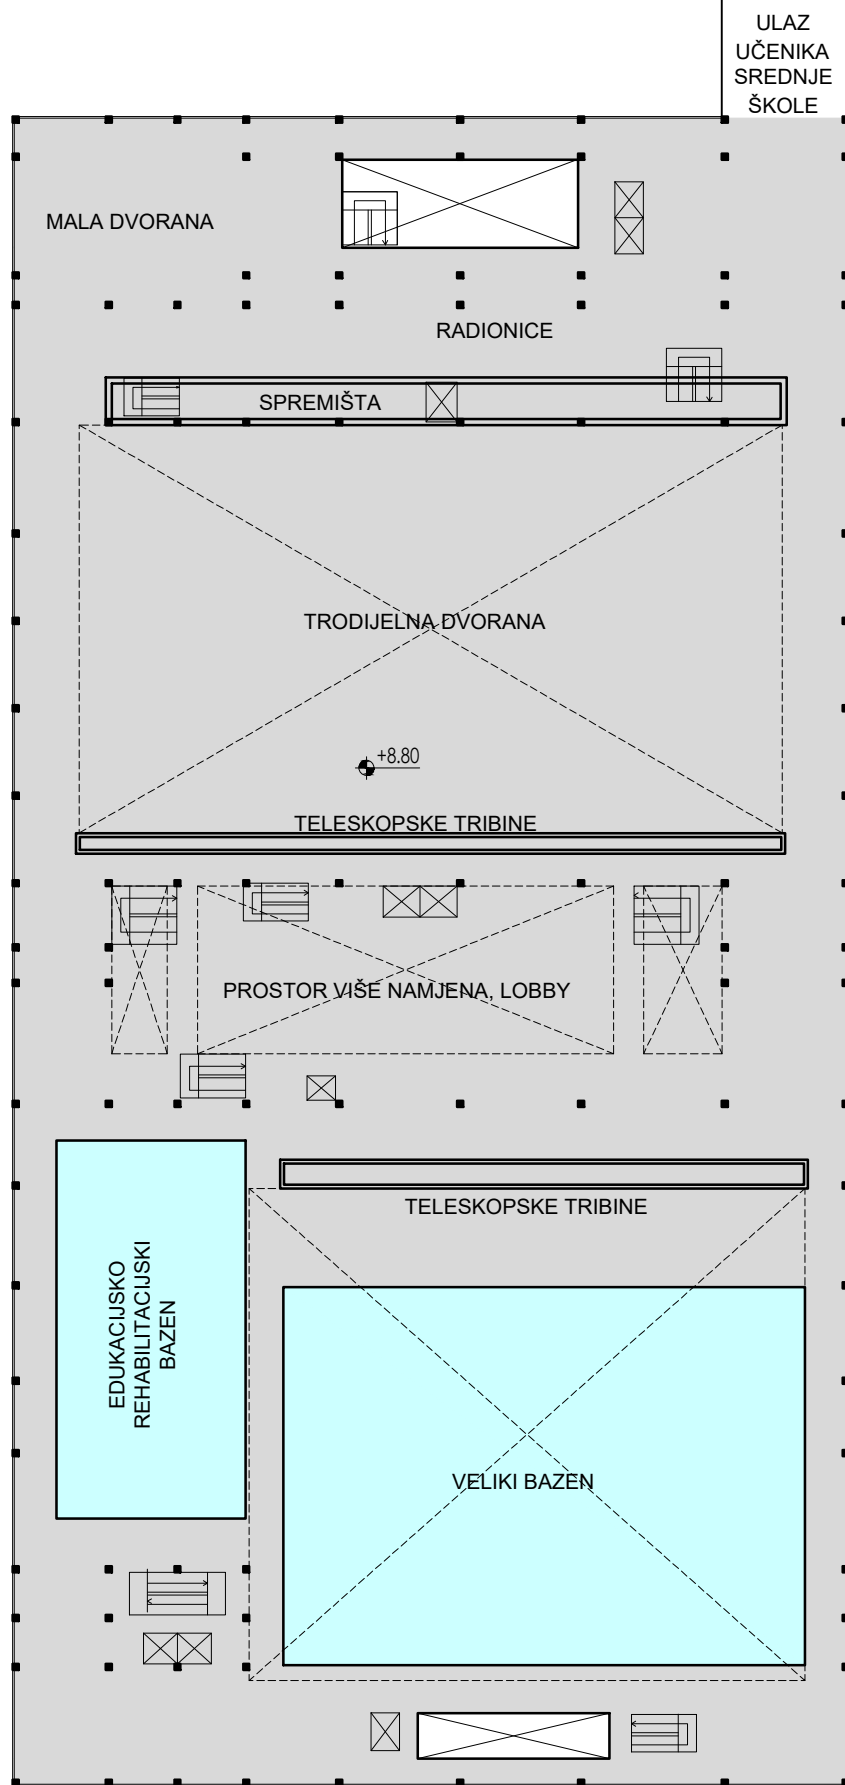 ULAZ
UČENIKA
SREDNJE
ŠKOLE
MALA DVORANA
RADIONICE
SPREMIŠTA
TRODIJELNA DVORANA
+8.80
TELESKOPSKE TRIBINE
PROSTOR VIŠE NAMJENA, LOBBY
TELESKOPSKE TRIBINE
EDUKACIJSKO
REHABILITACIJSKI
BAZEN
VELIKI BAZEN